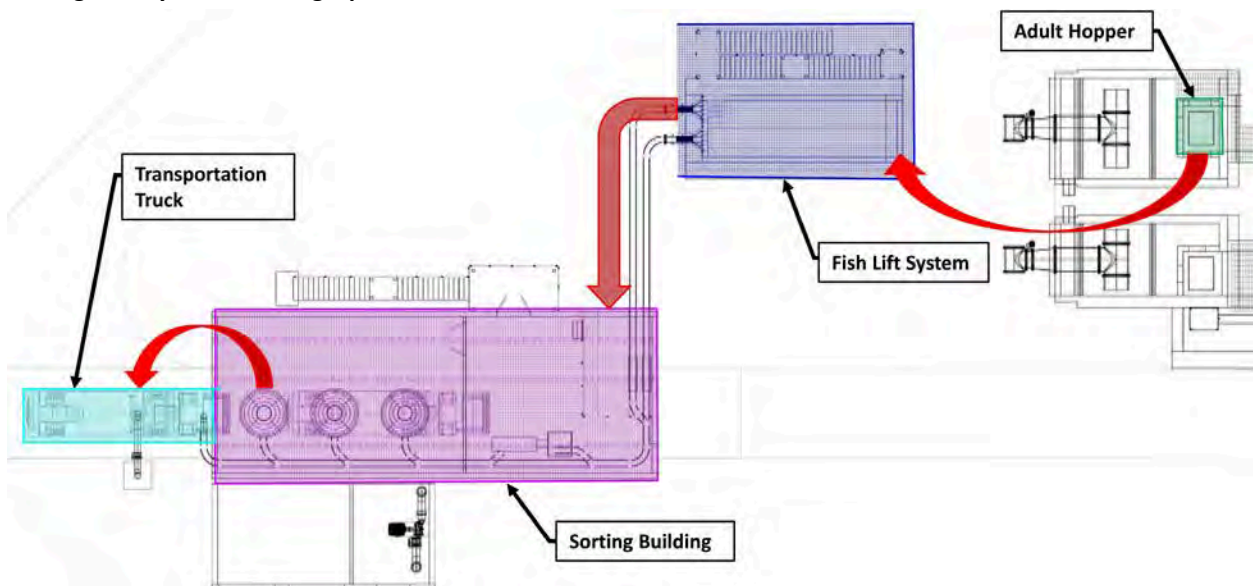 Adult Hopper
Transportation
Truck
Fish Lift System
Sorting Building